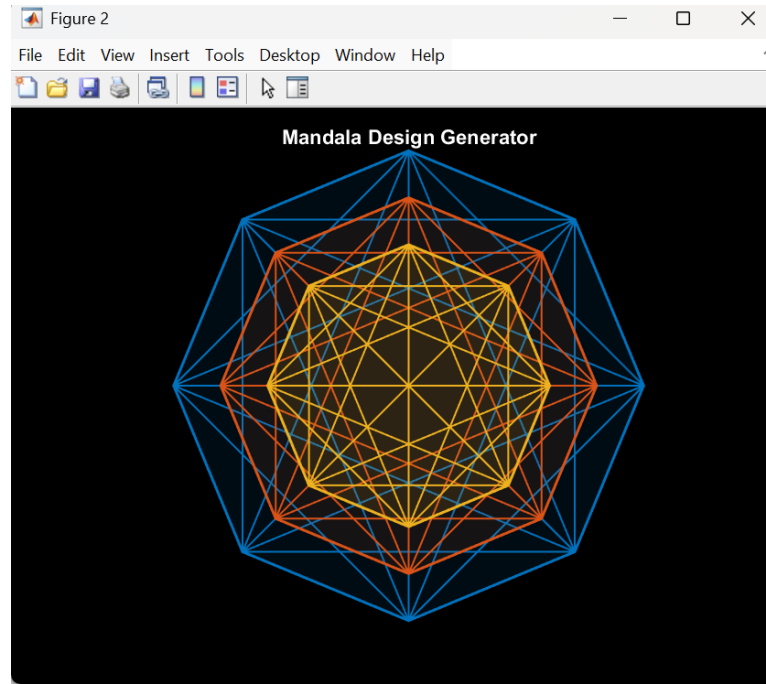 Figure 2
File Edit View Insert Tools Desktop Window Help
Mandala Design Generator